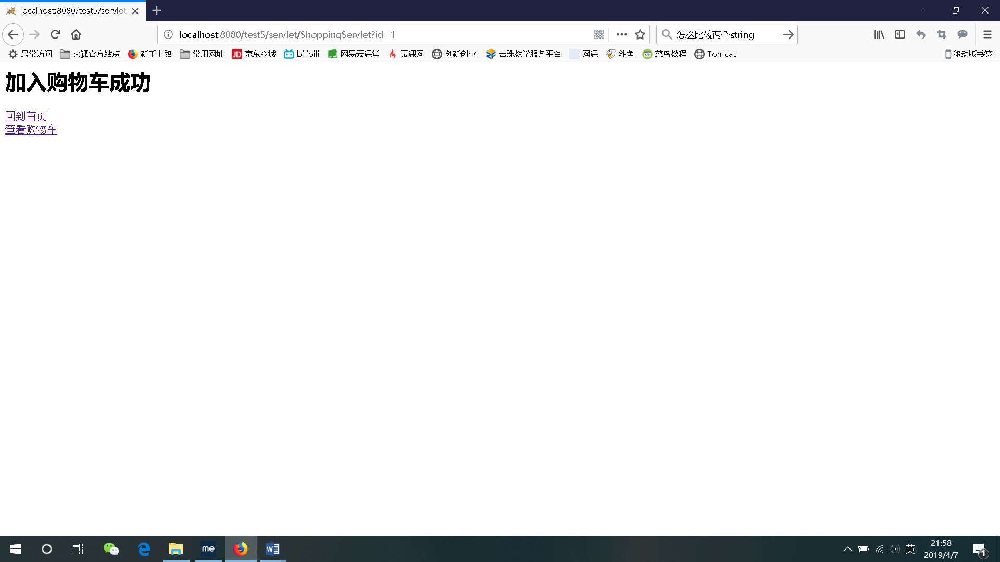 localhost:8080/test5/servlet
localhost:8080/test5/servlet/ShoppingServlet?id=1
怎么比较两个string
最常访问 火狐官方站点 新手上路 常用网址 JD 京东商城 bilibili 网易云课堂 慕课网 创新创业 吉珠教学服务平台 网课 斗鱼 菜鸟教程 Tomcat 移动版书签
加入购物车成功
回到首页
查看购物车
me
英
21:58
2019/4/7
1